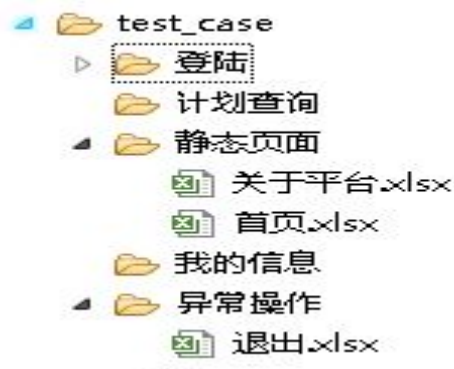 test_case
登陆
计划查询
静态页面
关于平台.xlsx
首页.xlsx
我的信息
异常操作
退出.xlsx